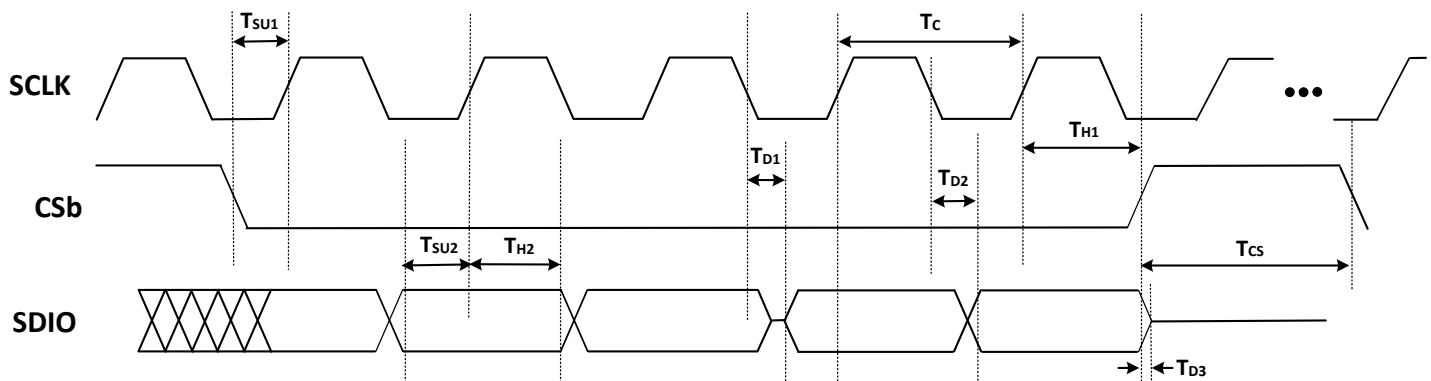 TSU1
TC
SCLK
•••
TH1
TD1
TD2
CSb
TSU2
TH2
TCS
SDIO
TD3